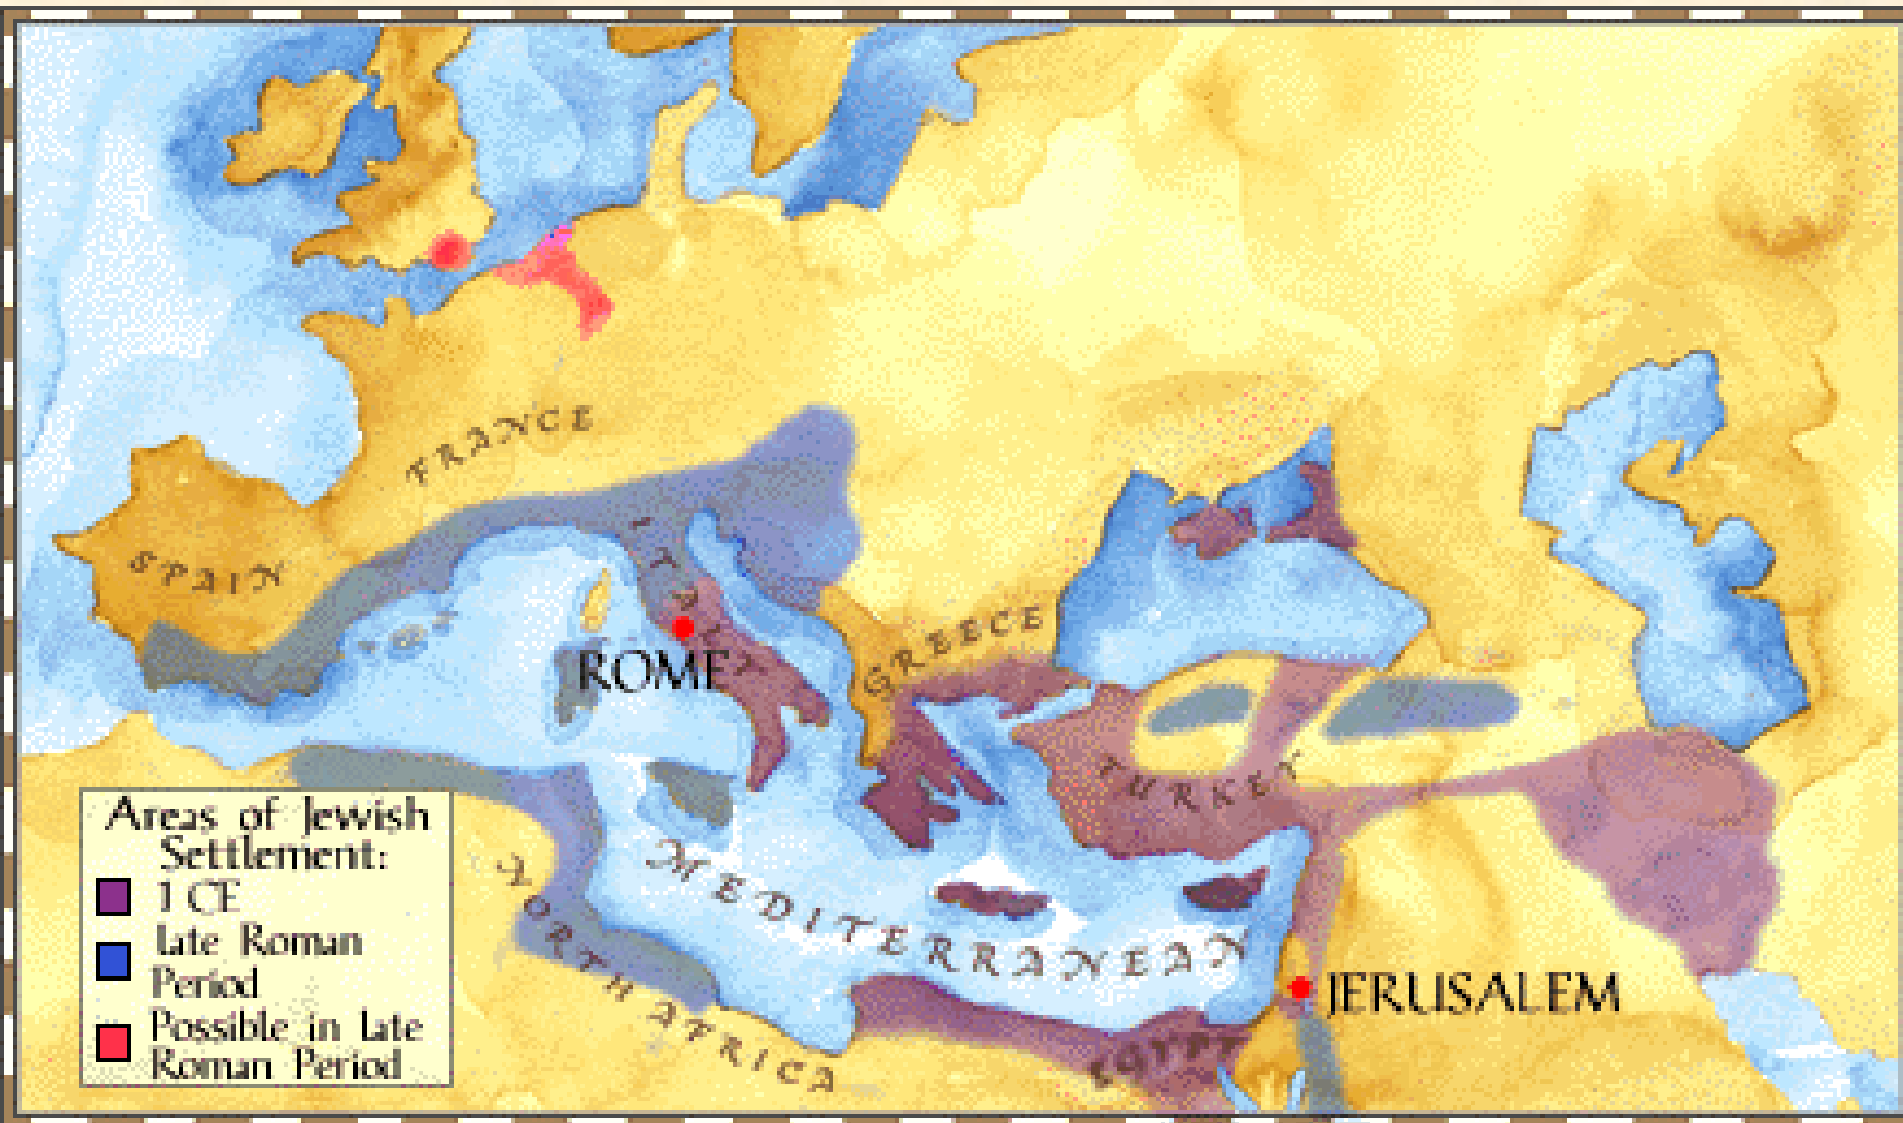 FRANCE
SPAIN
ITALY
ROME
GREECE
TURKEY
MEDITERRANEAN
NORTH AFRICA
EGYPT
JERUSALEM
Areas of Jewish
Settlement:
1 CE
late Roman
Period
Possible in late
Roman Period